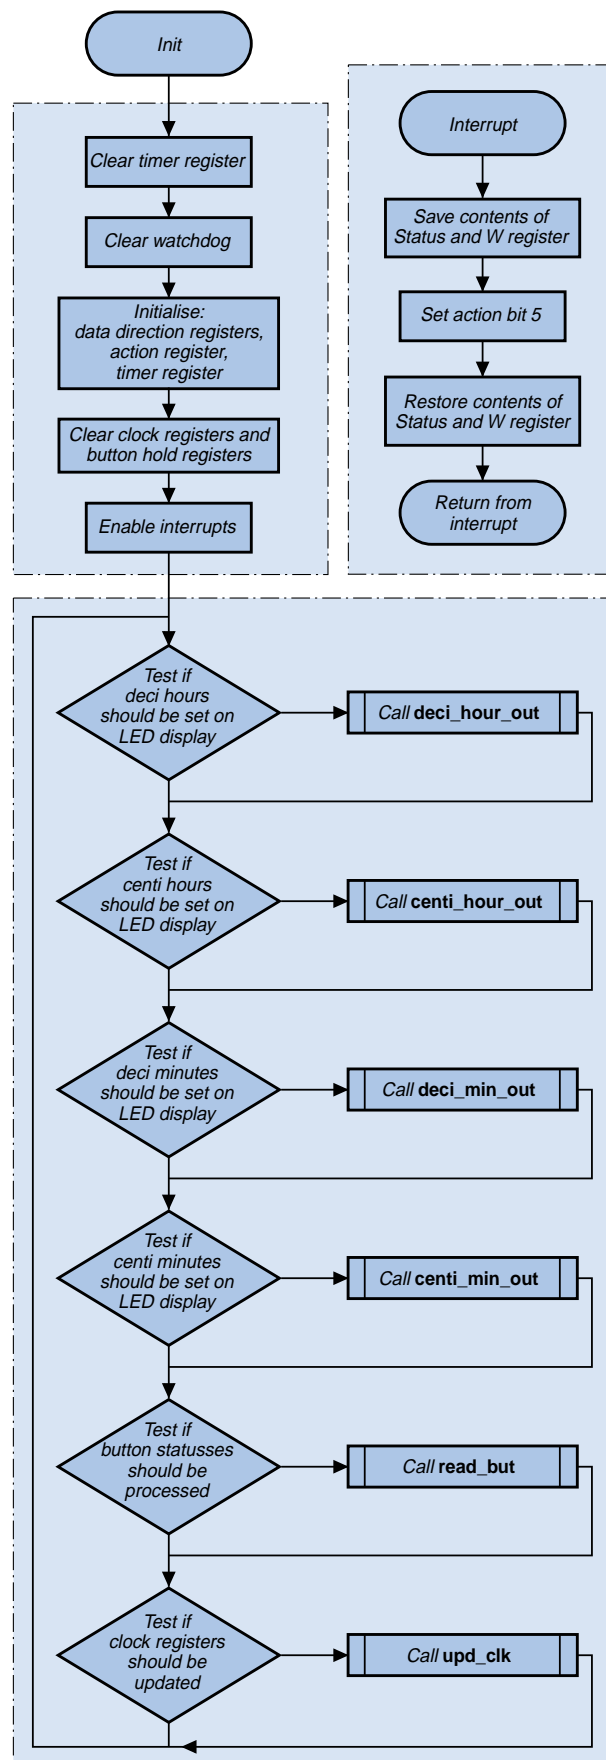 Init
Clear timer register
Clear watchdog
Initialise:
data direction registers,
action register,
timer register
Clear clock registers and
button hold registers
Enable interrupts
Interrupt
Save contents of
Status and W register
Set action bit 5
Restore contents of
Status and W register
Return from
interrupt
Test if
deci hours
should be set on
LED display
Call deci_hour_out
Test if
centi hours
should be set on
LED display
Call centi_hour_out
Test if
deci minutes
should be set on
LED display
Call deci_min_out
Test if
centi minutes
should be set on
LED display
Call centi_min_out
Test if
button statusses
should be
processed
Call read_but
Test if
clock registers
should be
updated
Call upd_clk